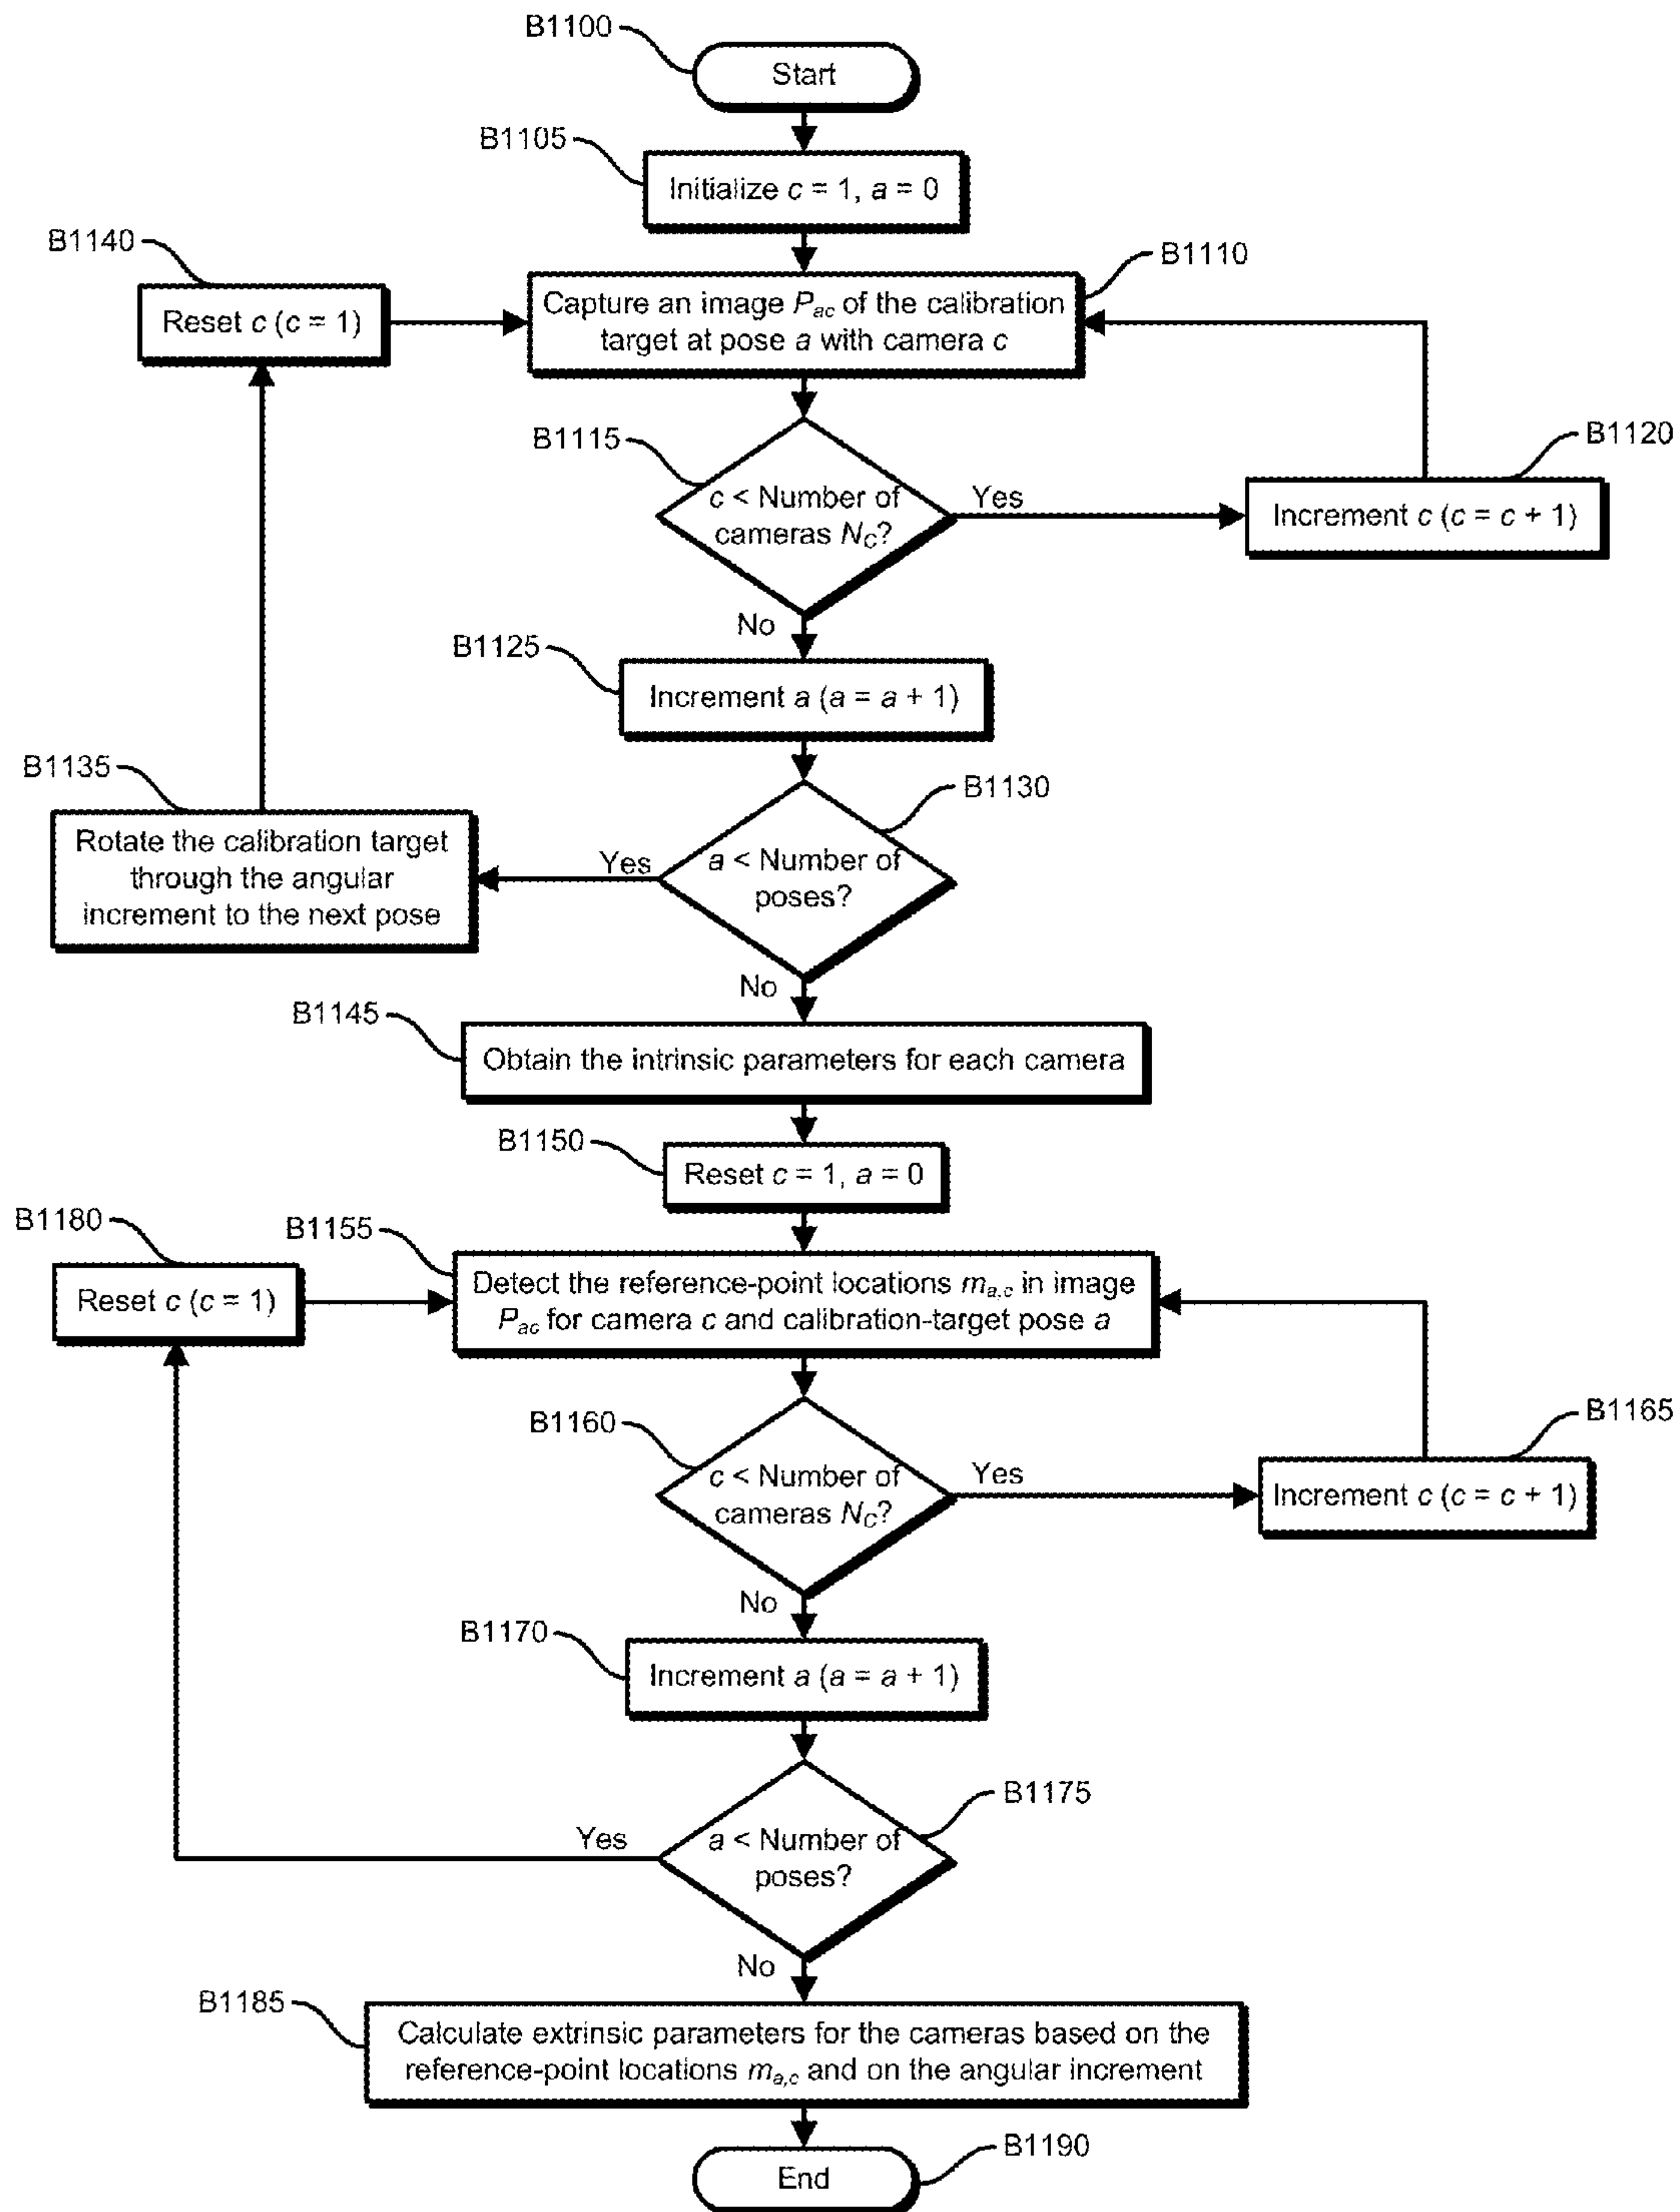 B1100
Start
B1105
Initialize c = 1, a = 0
B1140
Reset c (c = 1)
B1110
Capture an image Pac of the calibration
target at pose a with camera c
B1115
c < Number of
cameras NC?
Yes
B1120
Increment c (c = c + 1)
No
B1125
Increment a (a = a + 1)
B1135
Rotate the calibration target
through the angular
increment to the next pose
Yes
B1130
a < Number of
poses?
No
B1145
Obtain the intrinsic parameters for each camera
B1150
Reset c = 1, a = 0
B1180
Reset c (c = 1)
B1155
Detect the reference-point locations ma,c in image
Pac for camera c and calibration-target pose a
B1160
c < Number of
cameras NC?
Yes
B1165
Increment c (c = c + 1)
No
B1170
Increment a (a = a + 1)
B1175
Yes
a < Number of
poses?
No
B1185
Calculate extrinsic parameters for the cameras based on the
reference-point locations ma,c and on the angular increment
B1190
End